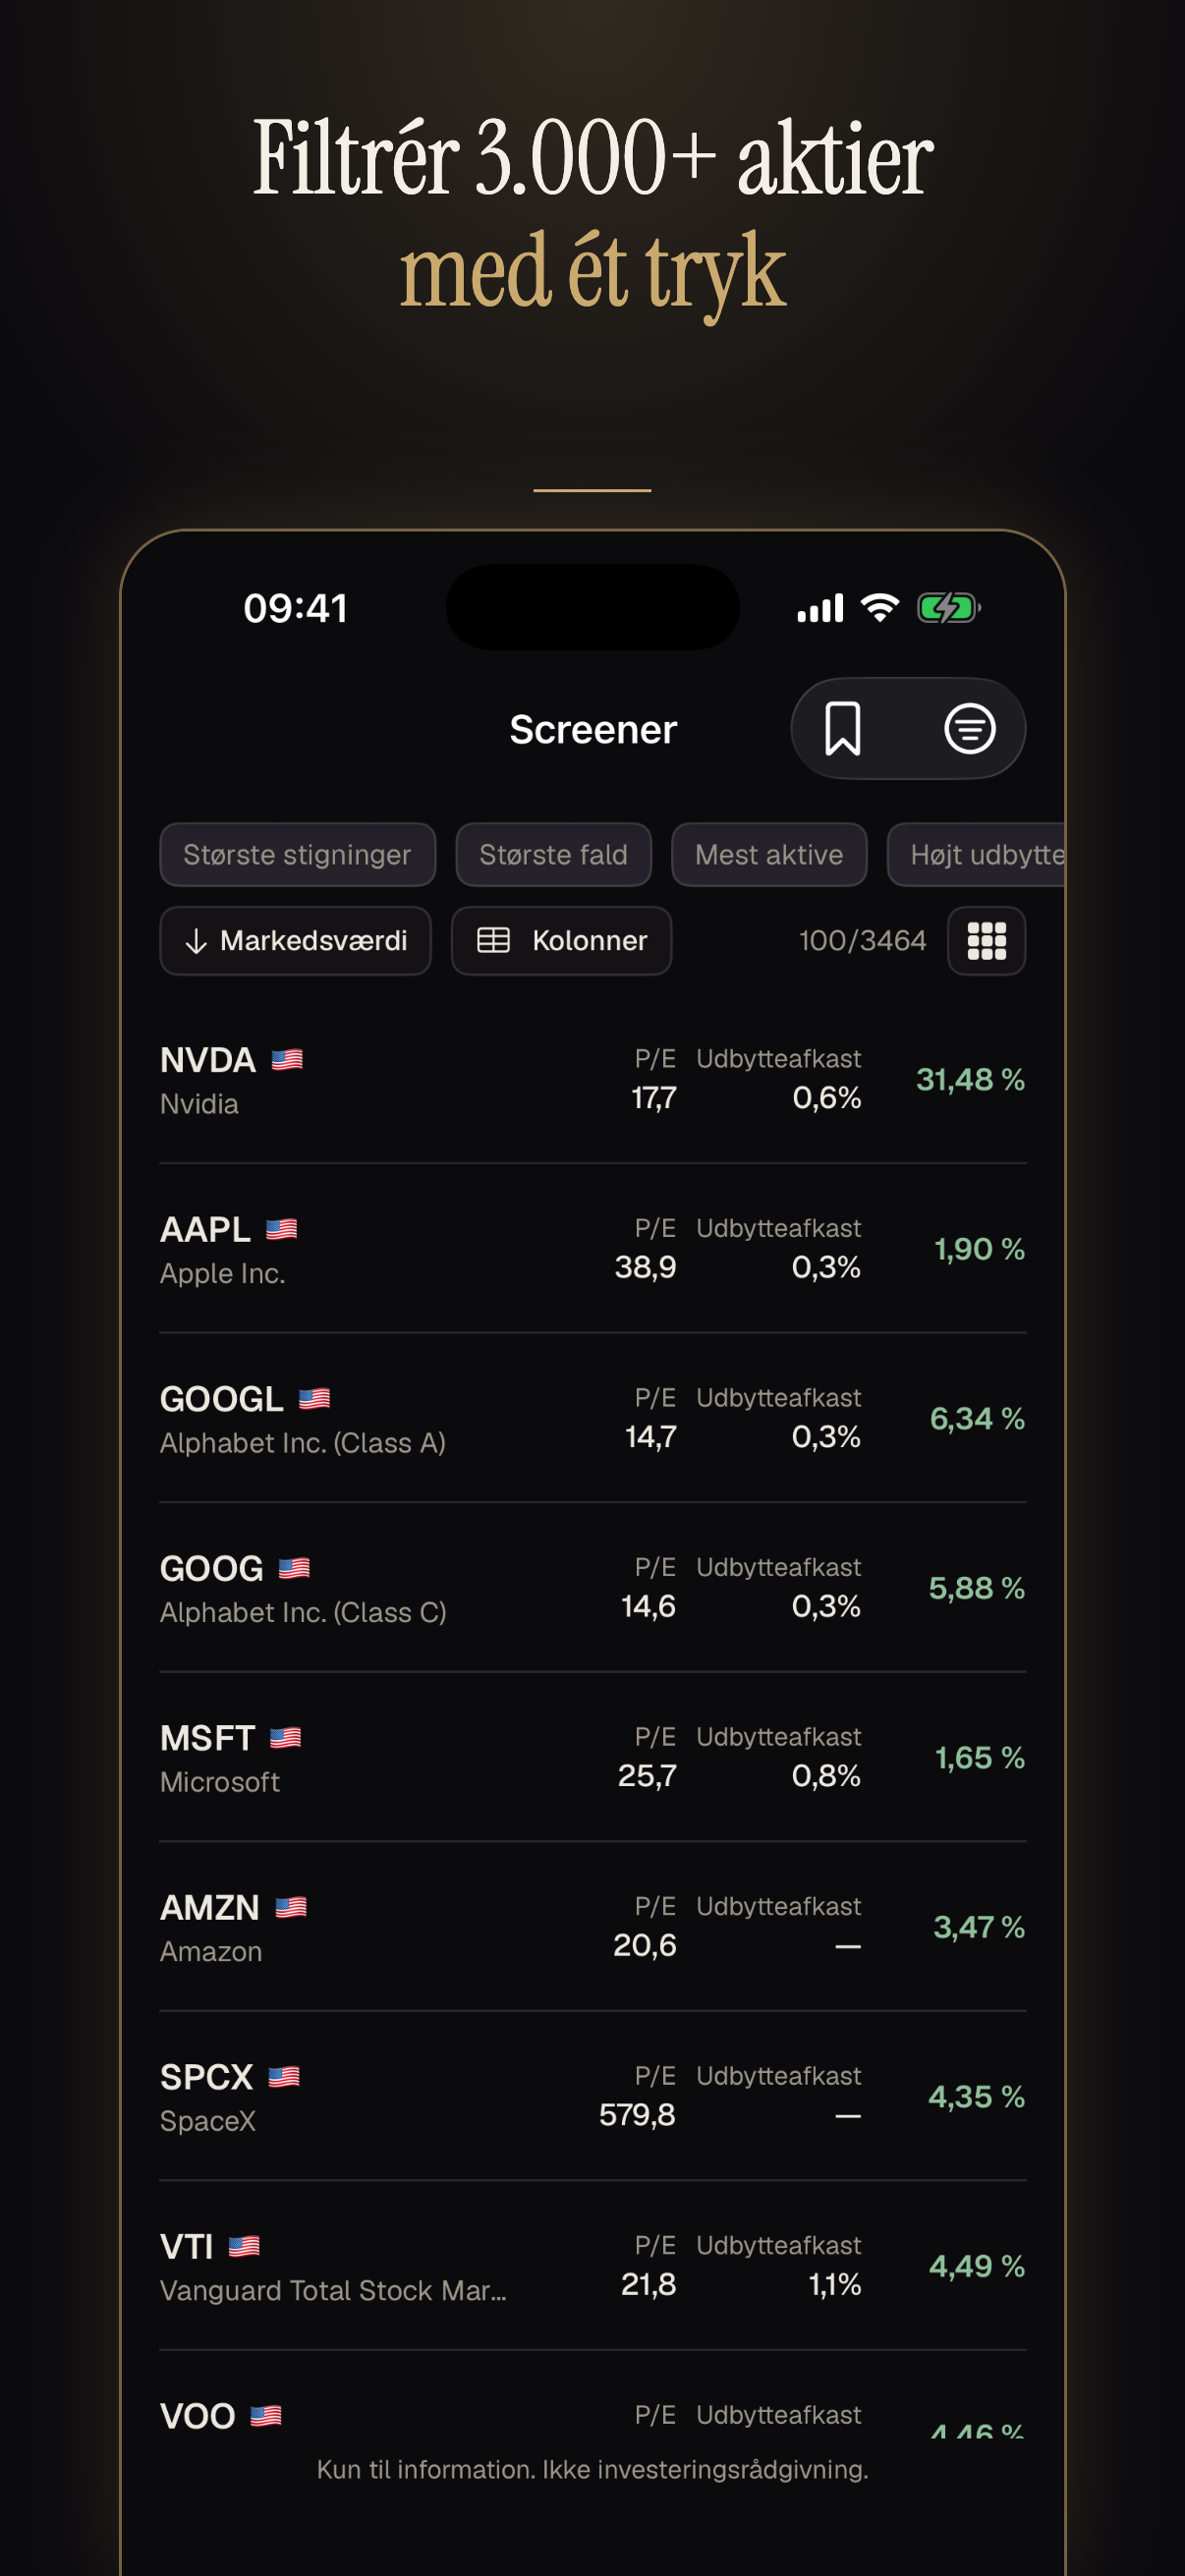 Filtrér 3.000+ aktier
med ét tryk
09:41
Screener
Største stigninger Største fald Mest aktive Højt udbytte
Markedsværdi Kolonner 100/3464
NVDA P/E Udbytteafkast 31,48 %
Nvidia 17,7 0,6%
AAPL P/E Udbytteafkast 1,90 %
Apple Inc. 38,9 0,3%
GOOGL P/E Udbytteafkast 6,34 %
Alphabet Inc. (Class A) 14,7 0,3%
GOOG P/E Udbytteafkast 5,88 %
Alphabet Inc. (Class C) 14,6 0,3%
MSFT P/E Udbytteafkast 1,65 %
Microsoft 25,7 0,8%
AMZN P/E Udbytteafkast 3,47 %
Amazon 20,6 —
SPCX P/E Udbytteafkast 4,35 %
SpaceX 579,8 —
VTI P/E Udbytteafkast 4,49 %
Vanguard Total Stock Mar... 21,8 1,1%
VOO P/E Udbytteafkast 4,46 %
Kun til information. Ikke investeringsrådgivning.